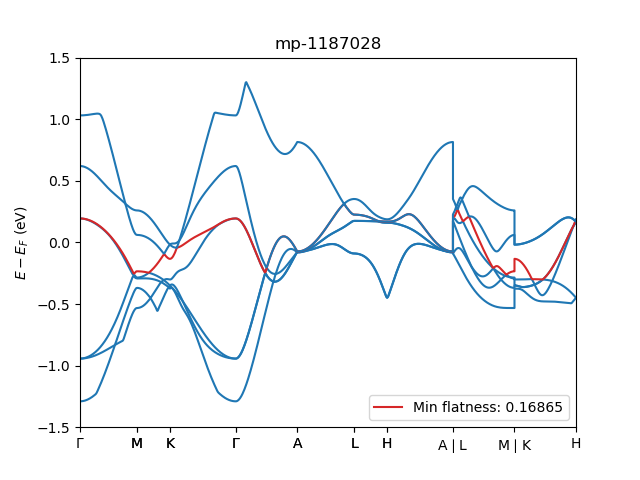 mp-1187028
E − E_F (eV)
1.5
1.0
0.5
0.0
−0.5
−1.0
−1.5
Min flatness: 0.16865
Γ M K Γ A L H A | L M | K H